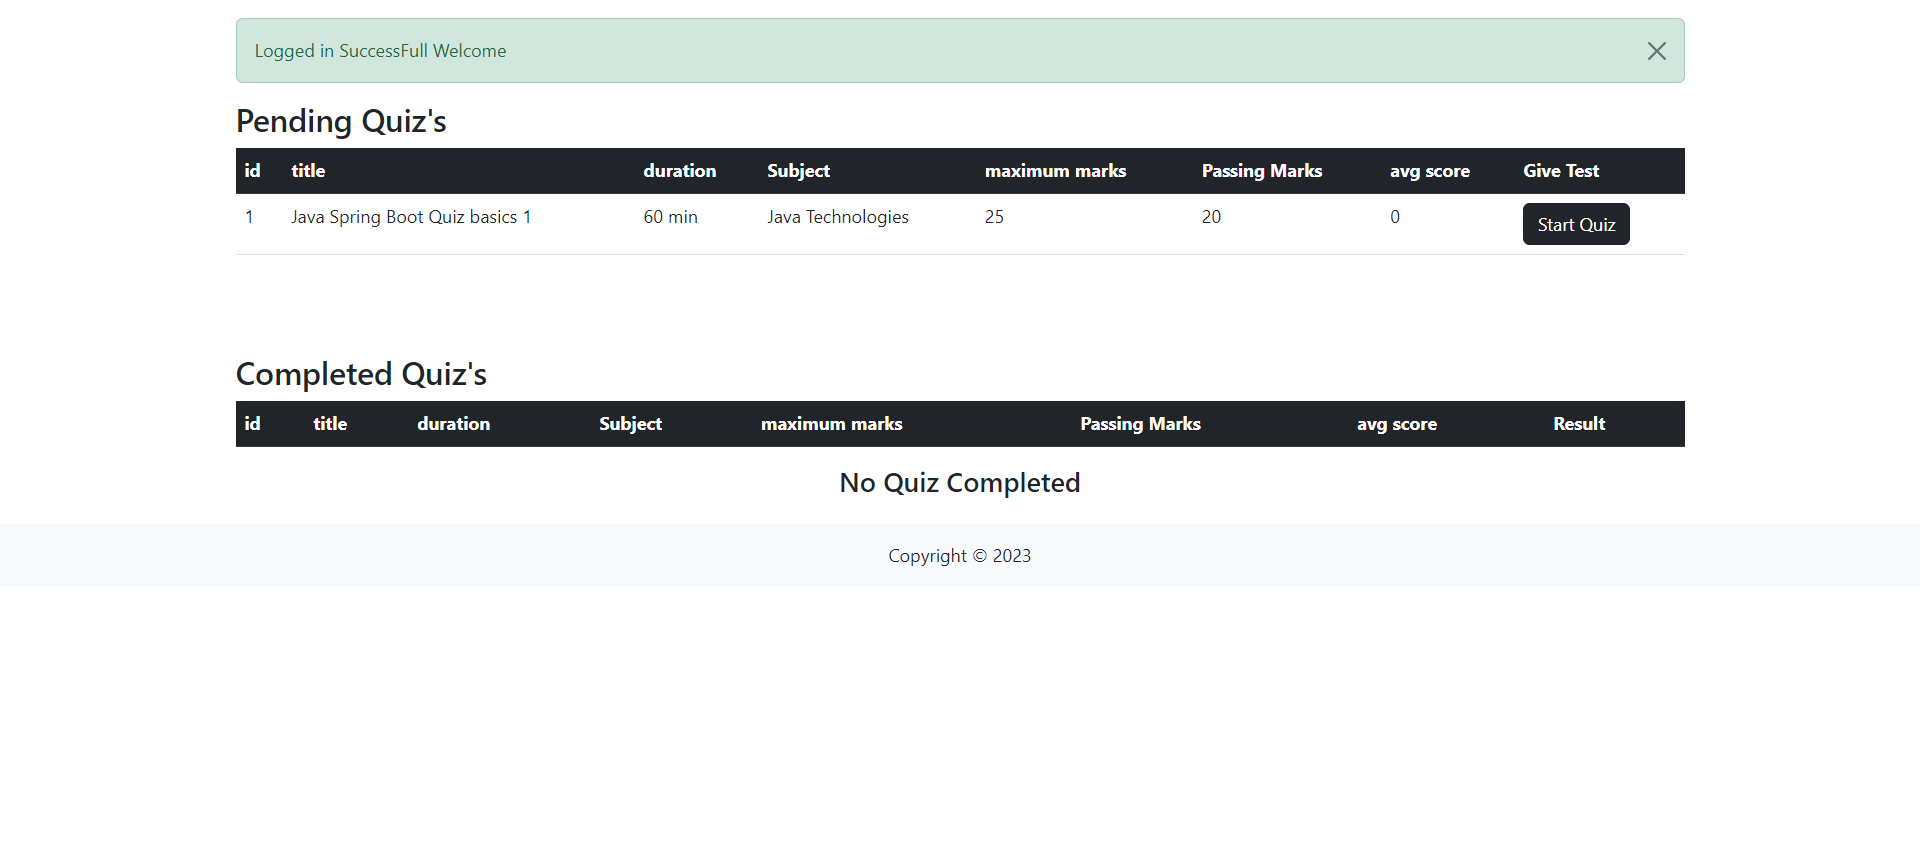 Logged in SuccessFull Welcome
Pending Quiz's
id title duration Subject maximum marks Passing Marks avg score Give Test
1 Java Spring Boot Quiz basics 1 60 min Java Technologies 25 20 0 Start Quiz
Completed Quiz's
id title duration Subject maximum marks Passing Marks avg score Result
No Quiz Completed
Copyright © 2023